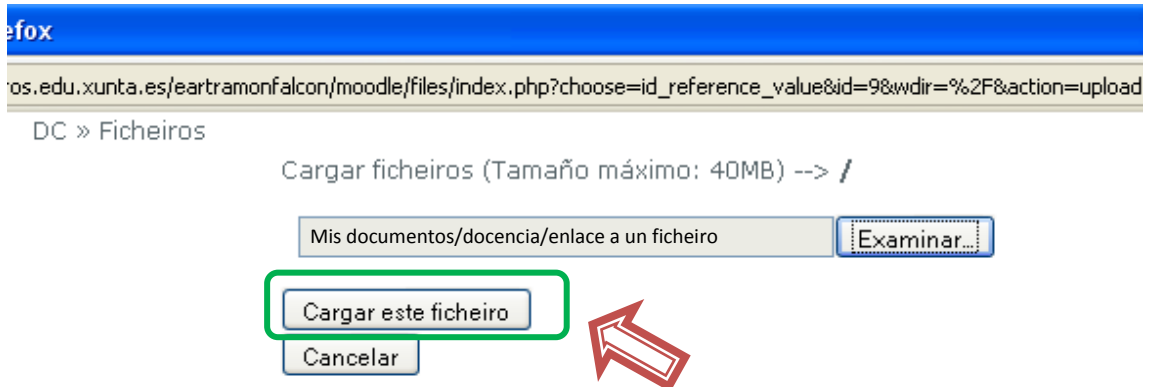 efox
ros.edu.xunta.es/eartramonfalcon/moodle/files/index.php?choose=id_reference_value&id=9&wdir=%2F&action=upload
DC » Ficheiros
Cargar ficheiros (Tamaño máximo: 40MB) --> /
Mis documentos/docencia/enlace a un ficheiro
Examinar...
Cargar este ficheiro
Cancelar